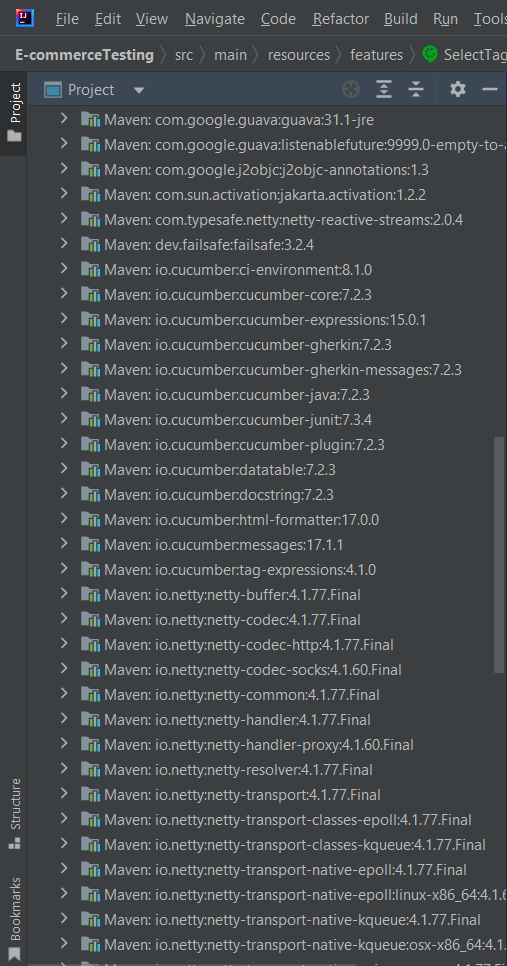 File Edit View Navigate Code Refactor Build Run Tools
E-commerceTesting src main resources features SelectTag
Project
Project
Maven: com.google.guava:guava:31.1-jre
Maven: com.google.guava:listenablefuture:9999.0-empty-to-a
Maven: com.google.j2objc:j2objc-annotations:1.3
Maven: com.sun.activation:jakarta.activation:1.2.2
Maven: com.typesafe.netty:netty-reactive-streams:2.0.4
Maven: dev.failsafe:failsafe:3.2.4
Maven: io.cucumber:ci-environment:8.1.0
Maven: io.cucumber:cucumber-core:7.2.3
Maven: io.cucumber:cucumber-expressions:15.0.1
Maven: io.cucumber:cucumber-gherkin:7.2.3
Maven: io.cucumber:cucumber-gherkin-messages:7.2.3
Maven: io.cucumber:cucumber-java:7.2.3
Maven: io.cucumber:cucumber-junit:7.3.4
Maven: io.cucumber:cucumber-plugin:7.2.3
Maven: io.cucumber:datatable:7.2.3
Maven: io.cucumber:docstring:7.2.3
Maven: io.cucumber:html-formatter:17.0.0
Maven: io.cucumber:messages:17.1.1
Maven: io.cucumber:tag-expressions:4.1.0
Maven: io.netty:netty-buffer:4.1.77.Final
Maven: io.netty:netty-codec:4.1.77.Final
Maven: io.netty:netty-codec-http:4.1.77.Final
Maven: io.netty:netty-codec-socks:4.1.60.Final
Maven: io.netty:netty-common:4.1.77.Final
Maven: io.netty:netty-handler:4.1.77.Final
Maven: io.netty:netty-handler-proxy:4.1.60.Final
Maven: io.netty:netty-resolver:4.1.77.Final
Maven: io.netty:netty-transport:4.1.77.Final
Maven: io.netty:netty-transport-classes-epoll:4.1.77.Final
Maven: io.netty:netty-transport-classes-kqueue:4.1.77.Final
Maven: io.netty:netty-transport-native-epoll:4.1.77.Final
Maven: io.netty:netty-transport-native-epoll:linux-x86_64:4.1.6
Maven: io.netty:netty-transport-native-kqueue:4.1.77.Final
Maven: io.netty:netty-transport-native-kqueue:osx-x86_64:4.1
Structure
Bookmarks